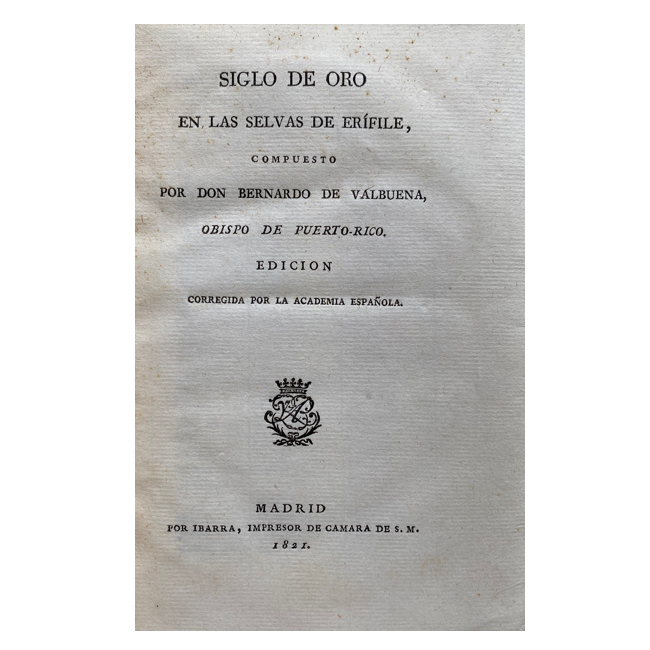 SIGLO DE ORO
EN LAS SELVAS DE ERÍFILE,
COMPUESTO
POR DON BERNARDO DE VALBUENA,
OBISPO DE PUERTO-RICO.
EDICION
CORREGIDA POR LA ACADEMIA ESPAÑOLA.
MADRID
POR IBARRA, IMPRESOR DE CAMARA DE S. M.
1821.